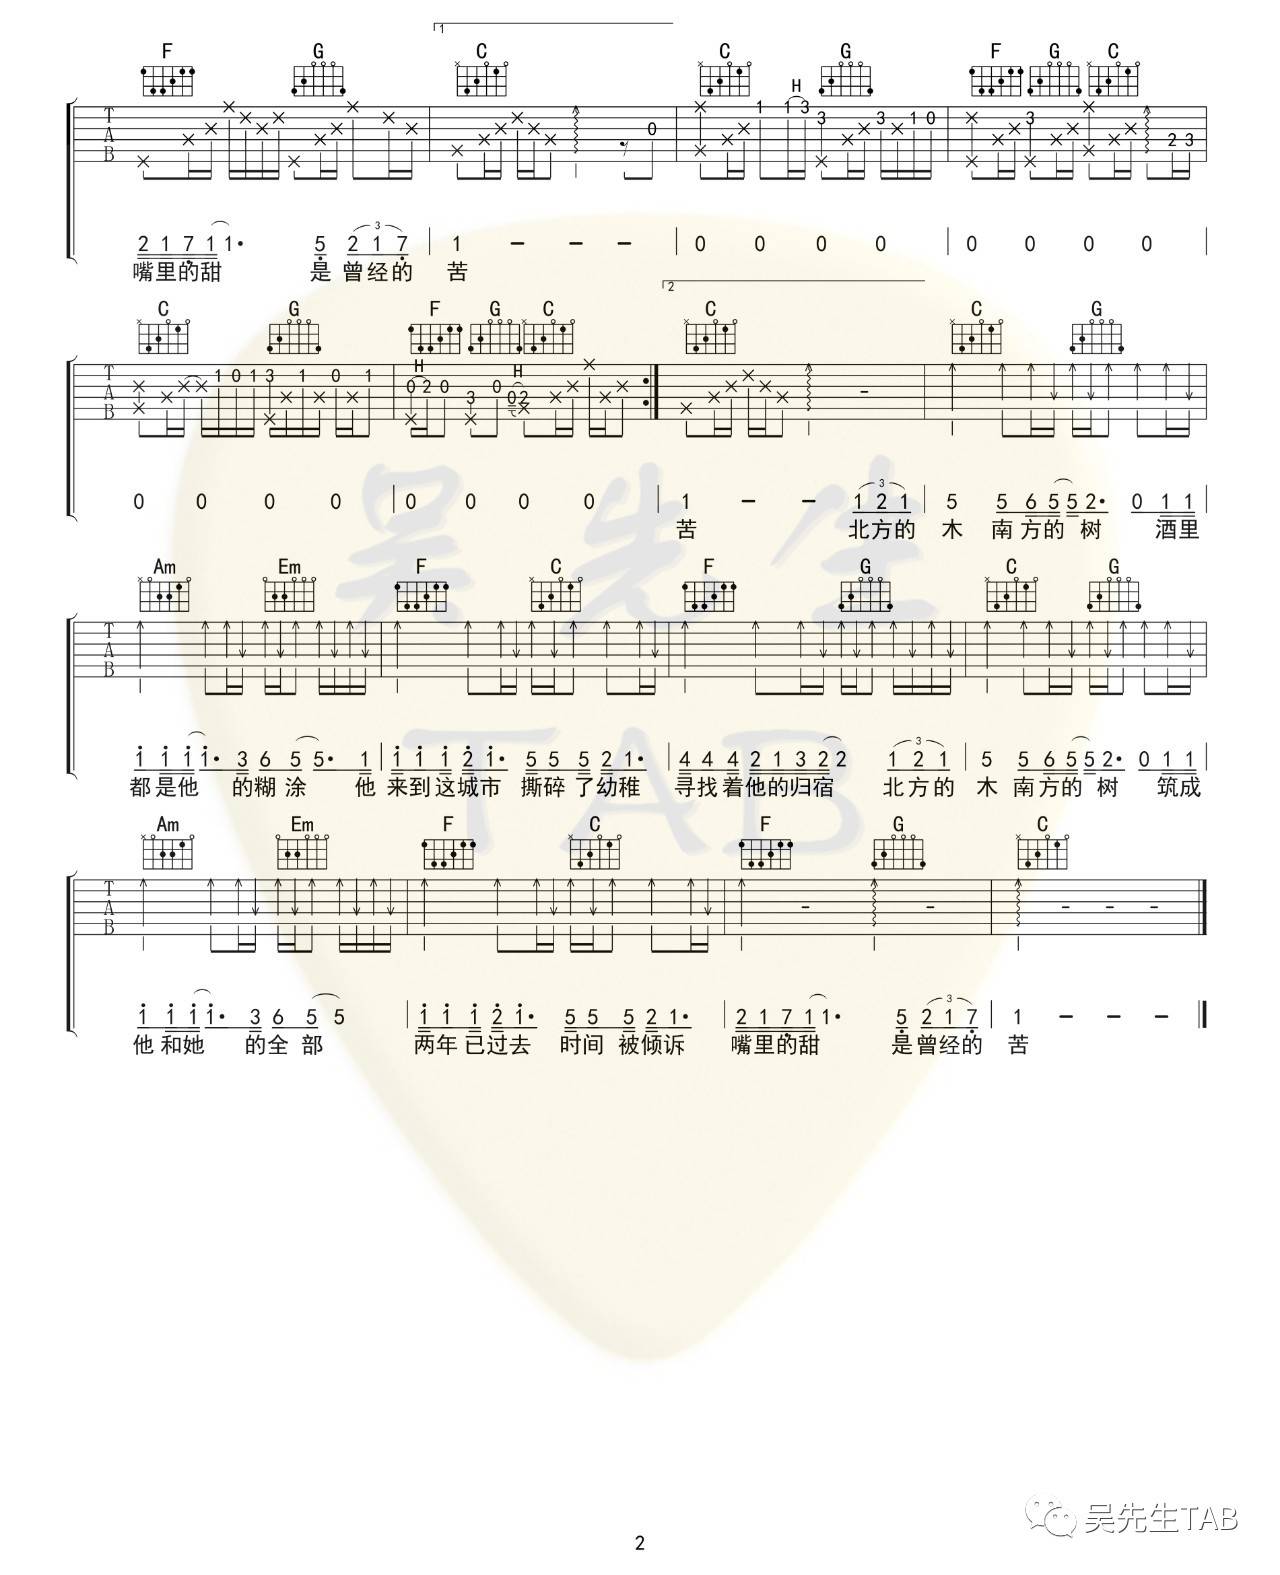 1
F G C C G F G C
H
T A B 0 1 1 3 3 3 1 0 3 2 3
2 1 7 1 1 · 5 2 1 7 1 - - - 0 0 0 0 0 0 0 0
嘴里的甜 是曾经的 苦
2
C G F G C C C G
H H
T A B 1 0 1 3 1 0 1 0 2 0 3 0 0 2 -
0 0 0 0 0 0 0 0 1 - - 1 2 1 5 5 6 5 5 2 · 0 1 1
苦 北方的 木 南方的 树 酒里
Am Em F C F G C G
T A B
1 1 1 1 · 3 6 5 5 · 1 1 1 1 2 1 · 5 5 5 2 1 · 4 4 4 2 1 3 2 2 1 2 1 5 5 6 5 5 2 · 0 1 1
都是他 的糊涂 他 来到这城市 撕碎了幼稚 寻找着他的归宿 北方的 木 南方的 树 筑成
Am Em F C F G C
T A B - - - - -
1 1 1 1 · 3 6 5 5 1 1 1 2 1 · 5 5 5 2 1 · 2 1 7 1 1 · 5 2 1 7 1 - - -
他和她 的全部 两年已过去 时间被倾诉 嘴里的甜 是曾经的 苦
吴先生
TAB
吴先生TAB
2